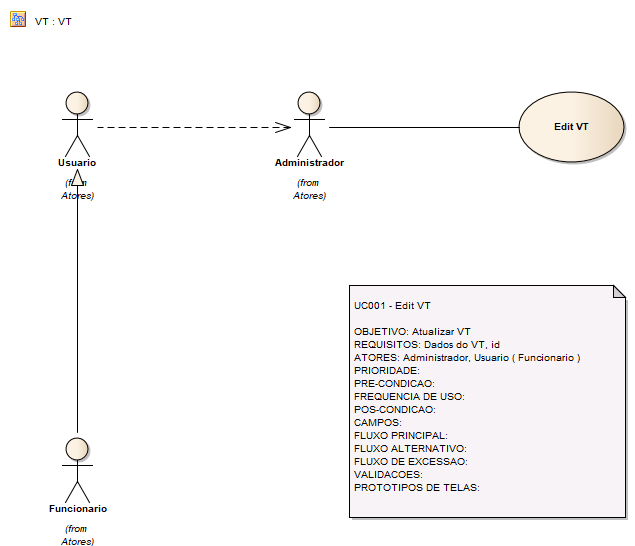 VT : VT
Usuario
(from
Atores)
Administrador
(from
Atores)
Edit VT
UC001 - Edit VT
OBJETIVO: Atualizar VT
REQUISITOS: Dados do VT, id
ATORES: Administrador, Usuario ( Funcionario )
PRIORIDADE:
PRE-CONDICAO:
FREQUENCIA DE USO:
POS-CONDICAO:
CAMPOS:
FLUXO PRINCIPAL:
FLUXO ALTERNATIVO:
FLUXO DE EXCESSAO:
VALIDACOES:
PROTOTIPOS DE TELAS:
Funcionario
(from
Atores)